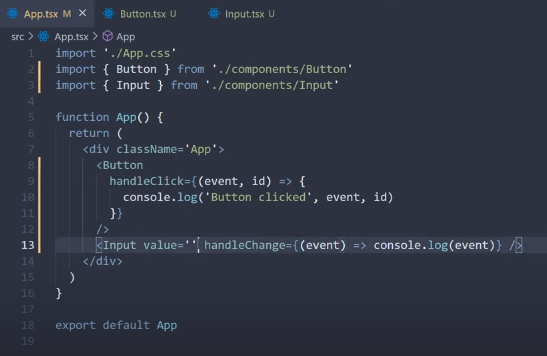 App.tsx M ×   Button.tsx U   Input.tsx U
src > App.tsx > App
1 import './App.css'
2 import { Button } from './components/Button'
3 import { Input } from './components/Input'
4
5 function App() {
6   return (
7     <div className='App'>
8       <Button
9         handleClick={(event, id) => {
10           console.log('Button clicked', event, id)
11         }}
12       />
13       <Input value='' handleChange={(event) => console.log(event)} />
14     </div>
15   )
16 }
17
18 export default App
19